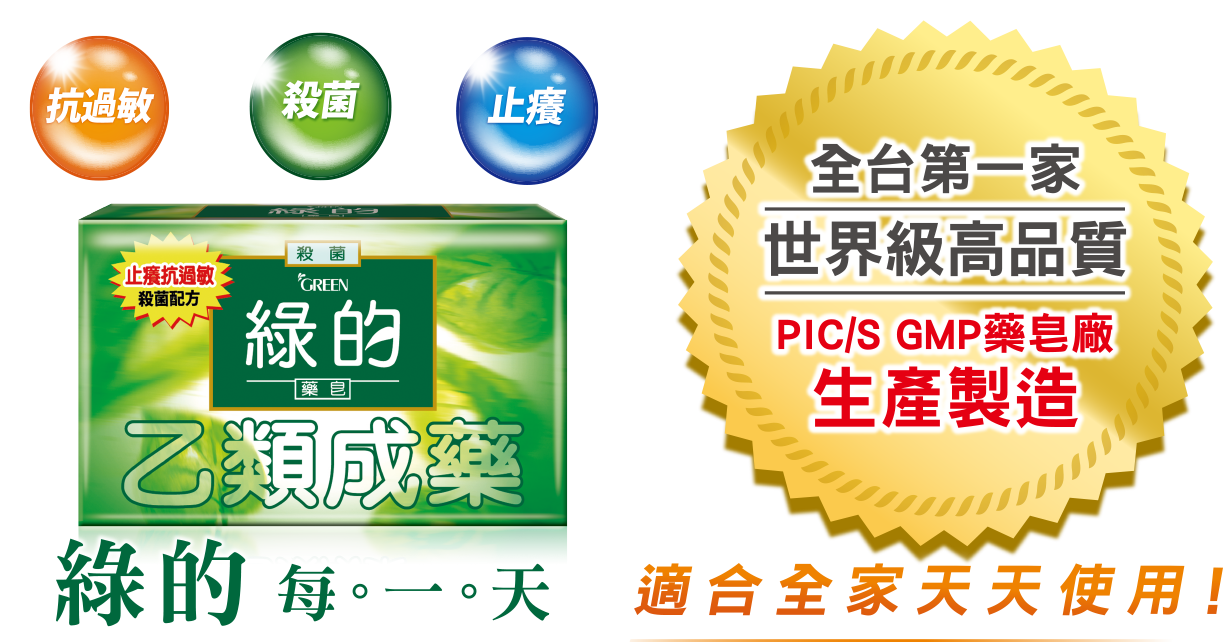 抗過敏
殺菌
止癢
綠的
止癢抗過敏
殺菌配方
殺菌
GREEN
綠的
藥皂
乙類成藥
綠的 每。一。天
全台第一家
世界級高品質
PIC/S GMP藥皂廠
生產製造
適合全家天天使用!